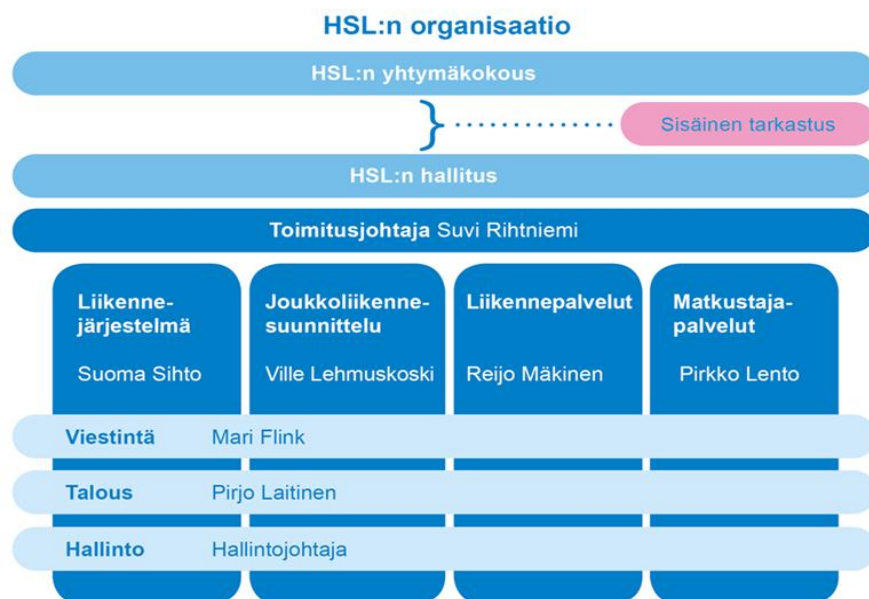 HSL:n organisaatio
HSL:n yhtymäkokous
Sisäinen tarkastus
HSL:n hallitus
Toimitusjohtaja Suvi Rihtniemi
Liikenne-
järjestelmä
Suoma Sihto
Joukkoliikenne-
suunnittelu
Ville Lehmuskoski
Liikennepalvelut
Reijo Mäkinen
Matkustaja-
palvelut
Pirkko Lento
Viestintä Mari Flink
Talous Pirjo Laitinen
Hallinto Hallintojohtaja